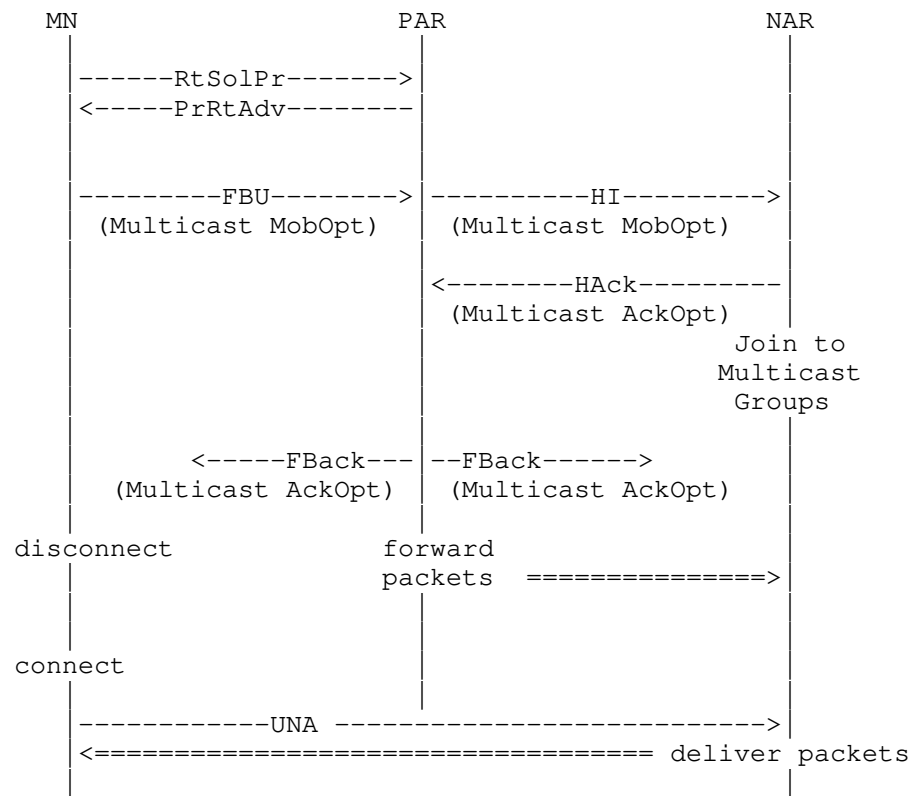 MN PAR NAR
------RtSolPr------->
<-----PrRtAdv--------
---------FBU--------> ----------HI--------->
(Multicast MobOpt) (Multicast MobOpt)
<--------HAck---------
(Multicast AckOpt)
Join to
Multicast
Groups
<-----FBack--- --FBack------>
(Multicast AckOpt) (Multicast AckOpt)
disconnect forward
packets ===============>
connect
------------UNA --------------------------->
<=================================== deliver packets